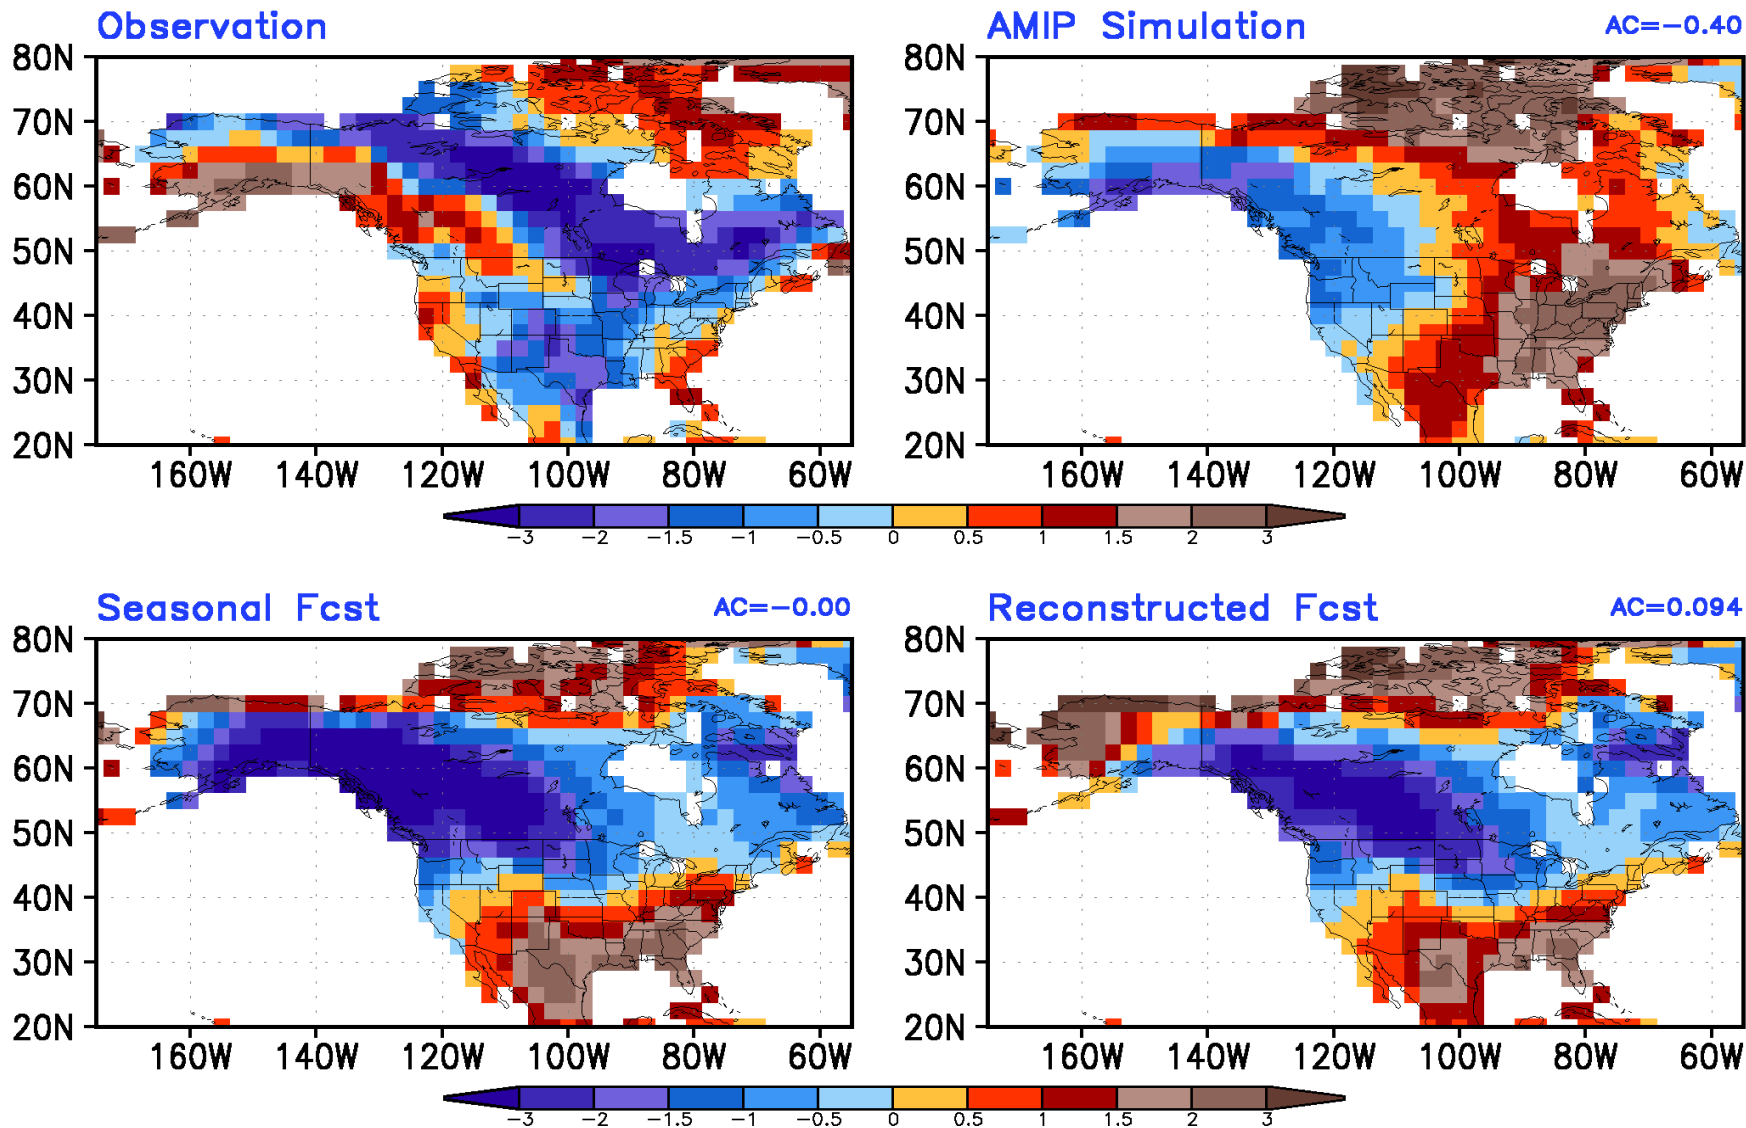 Observation
AMIP Simulation AC=−0.40
80N 80N
70N 70N
60N 60N
50N 50N
40N 40N
30N 30N
20N 20N
160W 140W 120W 100W 80W 60W 160W 140W 120W 100W 80W 60W
−3 −2 −1.5 −1 −0.5 0 0.5 1 1.5 2 3
Seasonal Fcst AC=−0.00
Reconstructed Fcst AC=0.094
80N 80N
70N 70N
60N 60N
50N 50N
40N 40N
30N 30N
20N 20N
160W 140W 120W 100W 80W 60W 160W 140W 120W 100W 80W 60W
−3 −2 −1.5 −1 −0.5 0 0.5 1 1.5 2 3